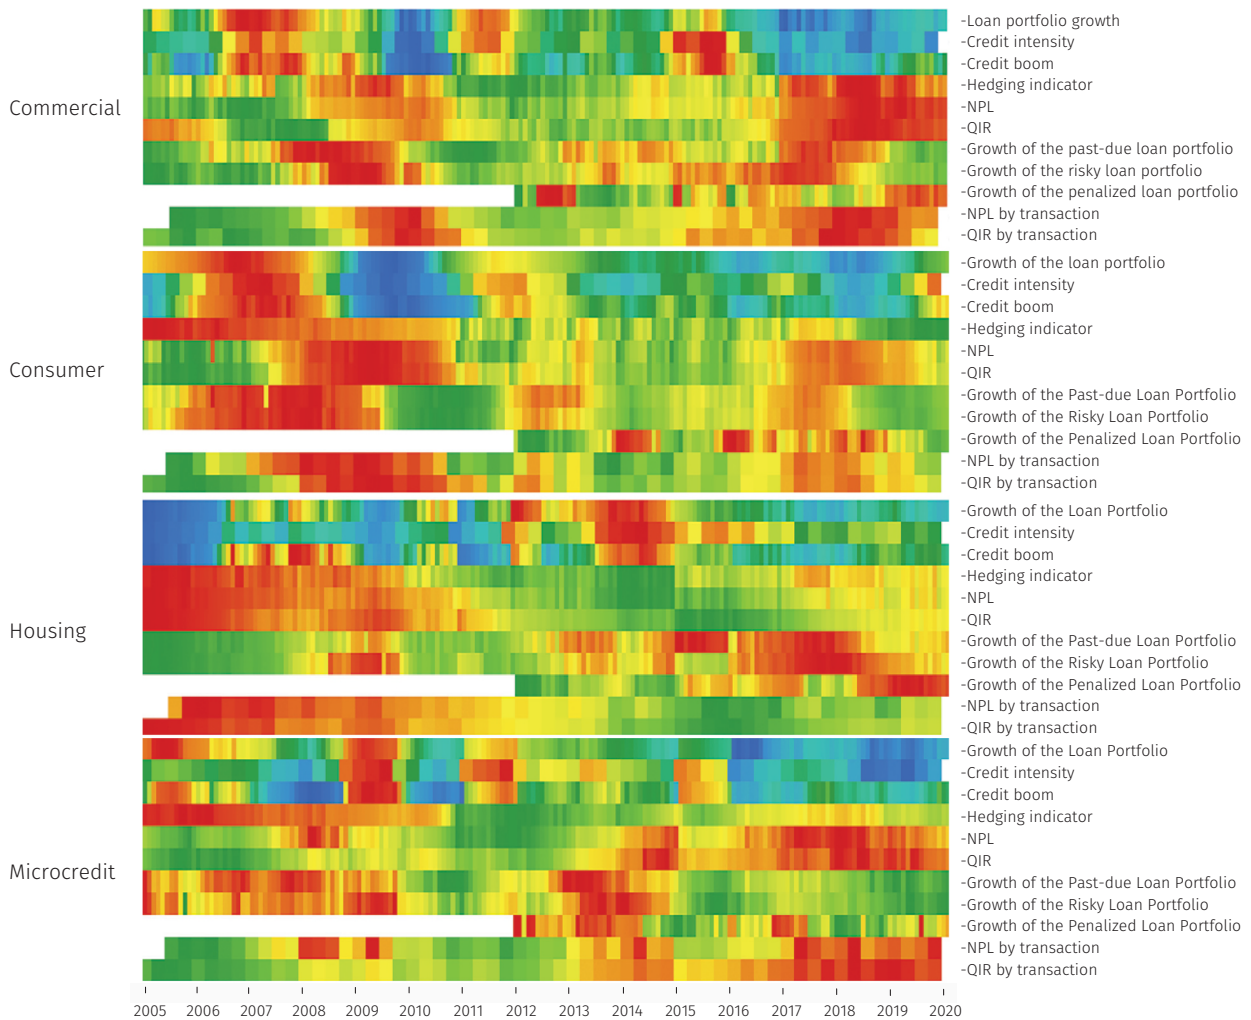 Commercial
-Loan portfolio growth
-Credit intensity
-Credit boom
-Hedging indicator
-NPL
-QIR
-Growth of the past-due loan portfolio
-Growth of the risky loan portfolio
-Growth of the penalized loan portfolio
-NPL by transaction
-QIR by transaction
Consumer
-Growth of the loan portfolio
-Credit intensity
-Credit boom
-Hedging indicator
-NPL
-QIR
-Growth of the Past-due Loan Portfolio
-Growth of the Risky Loan Portfolio
-Growth of the Penalized Loan Portfolio
-NPL by transaction
-QIR by transaction
Housing
-Growth of the Loan Portfolio
-Credit intensity
-Credit boom
-Hedging indicator
-NPL
-QIR
-Growth of the Past-due Loan Portfolio
-Growth of the Risky Loan Portfolio
-Growth of the Penalized Loan Portfolio
-NPL by transaction
-QIR by transaction
Microcredit
-Growth of the Loan Portfolio
-Credit intensity
-Credit boom
-Hedging indicator
-NPL
-QIR
-Growth of the Past-due Loan Portfolio
-Growth of the Risky Loan Portfolio
-Growth of the Penalized Loan Portfolio
-NPL by transaction
-QIR by transaction
2005 2006 2007 2008 2009 2010 2011 2012 2013 2014 2015 2016 2017 2018 2019 2020